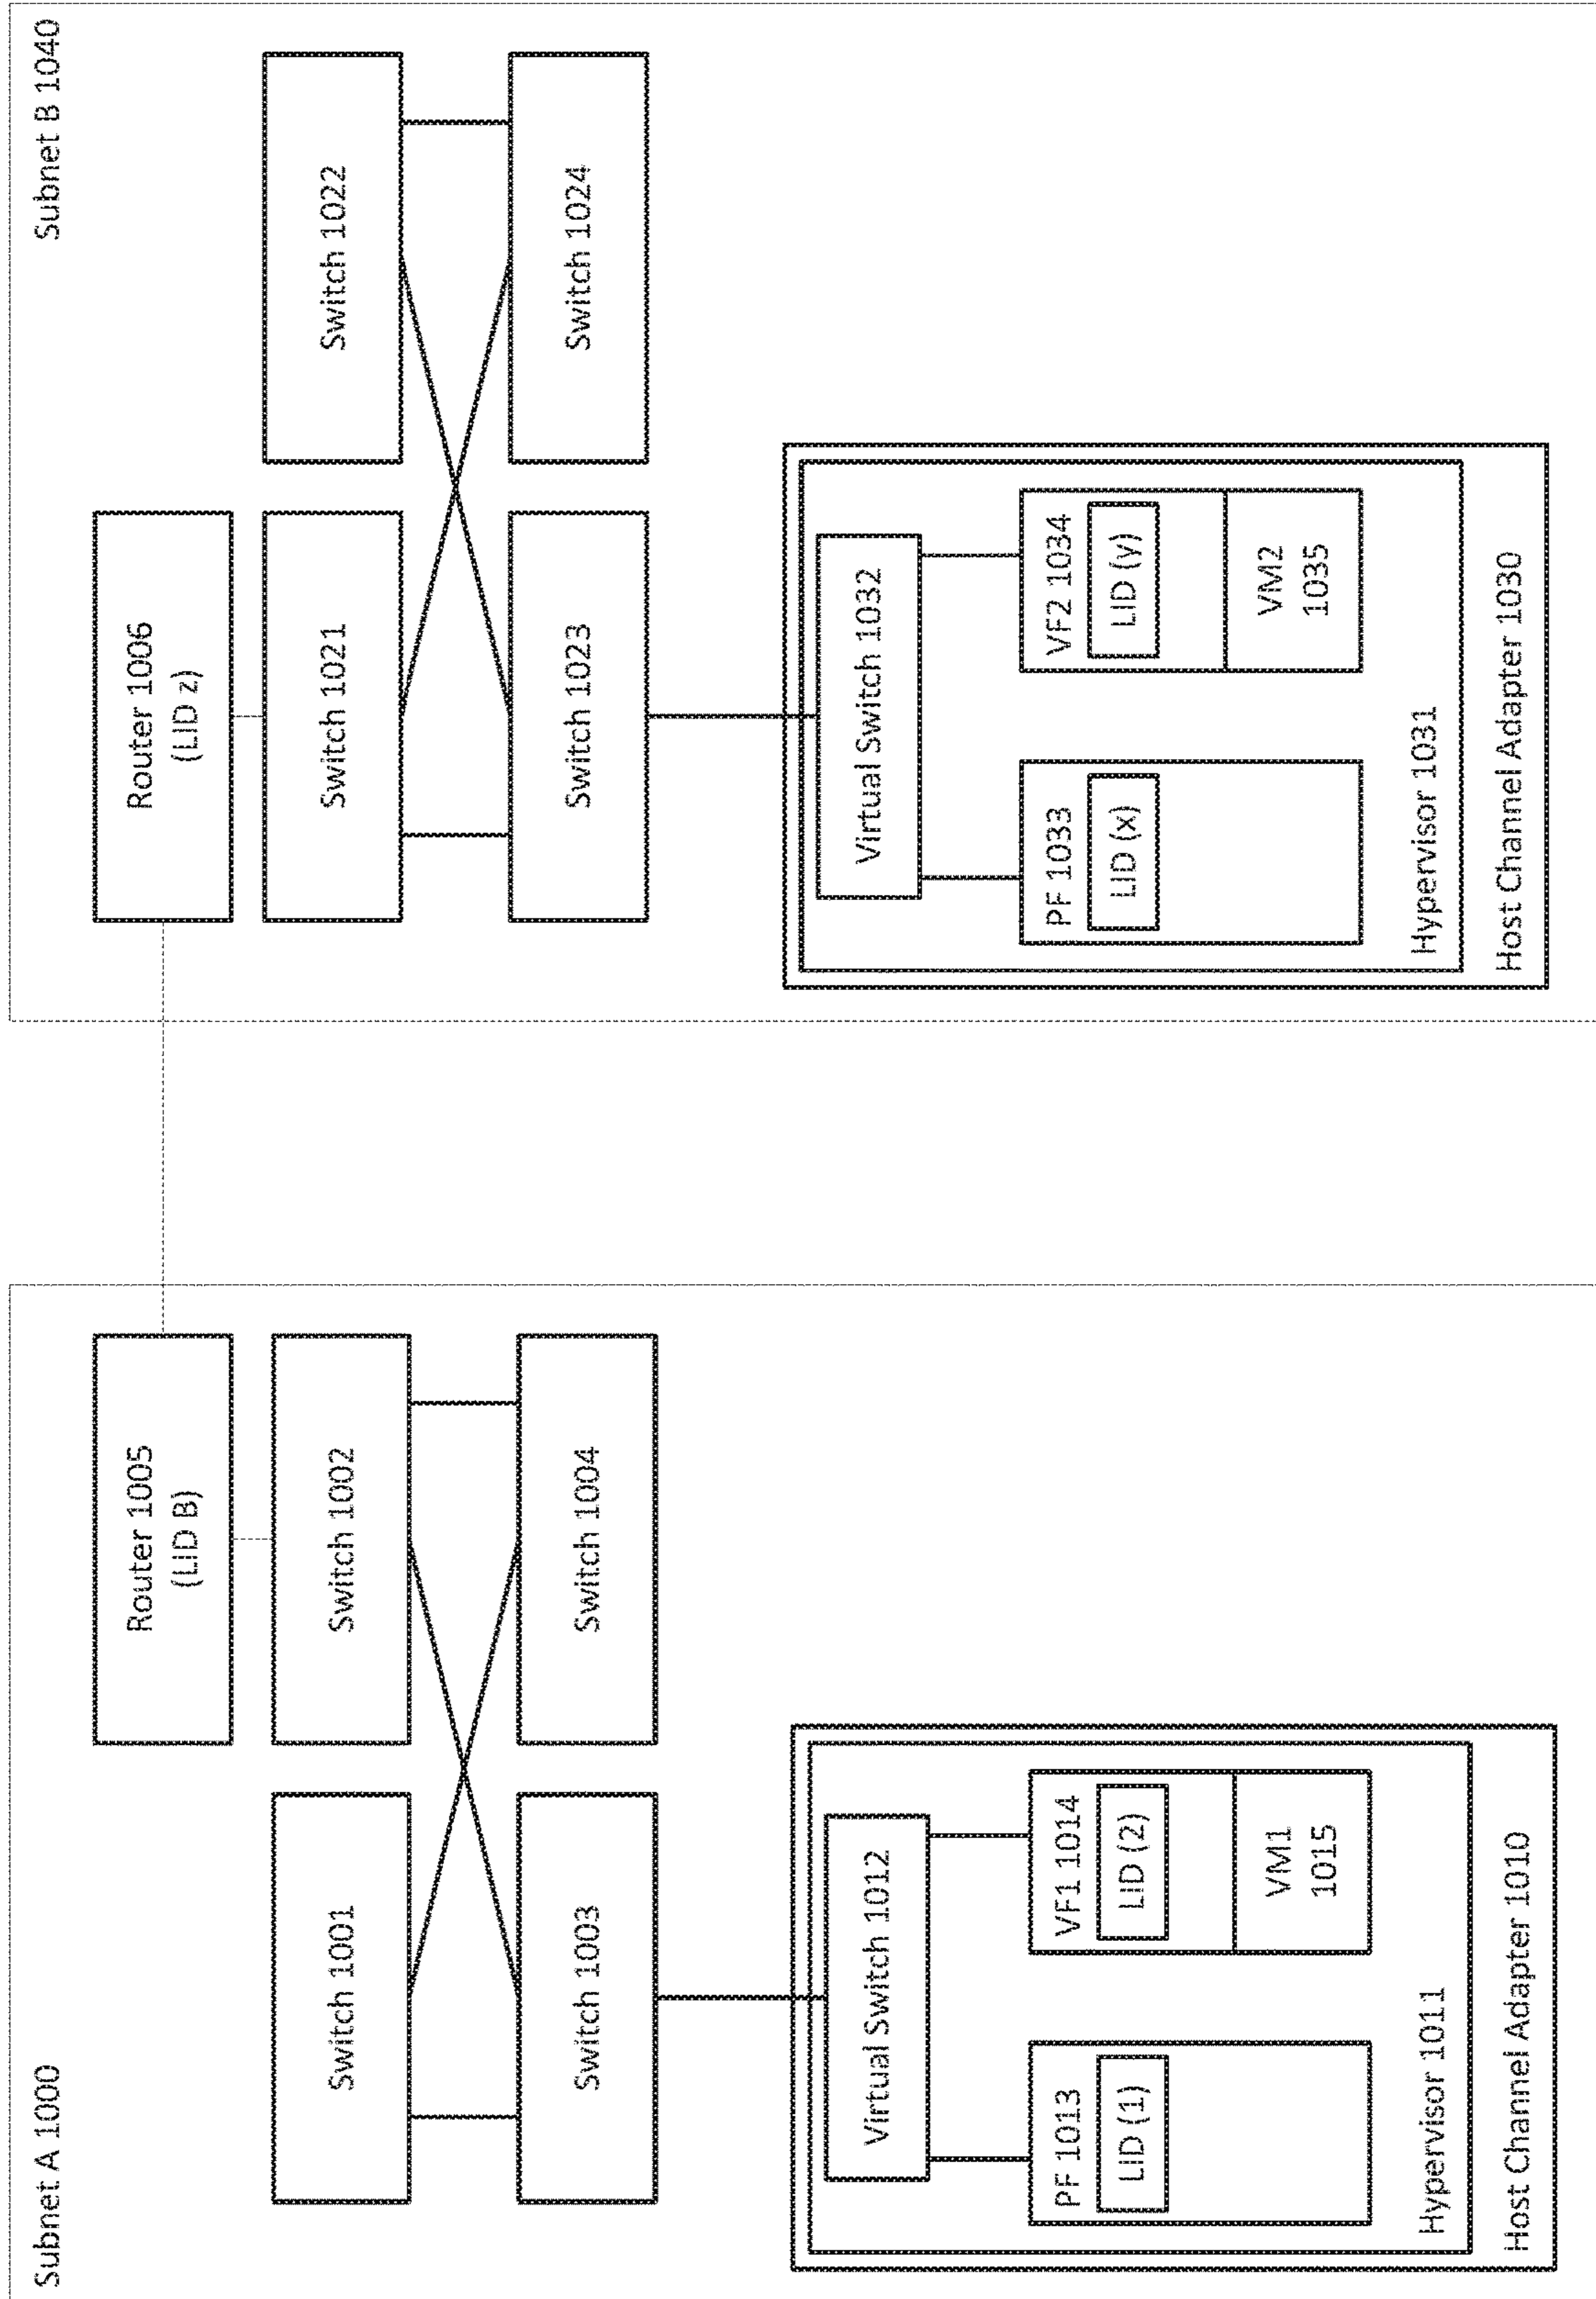 Subnet A 1000
Router 1005
(LID B)
Switch 1001
Switch 1002
Switch 1003
Switch 1004
Virtual Switch 1012
PF 1013
LID (1)
VF1 1014
LID (2)
VM1
1015
Hypervisor 1011
Host Channel Adapter 1010
Subnet B 1040
Router 1006
(LID z)
Switch 1021
Switch 1022
Switch 1023
Switch 1024
Virtual Switch 1032
PF 1033
LID (x)
VF2 1034
LID (y)
VM2
1035
Hypervisor 1031
Host Channel Adapter 1030